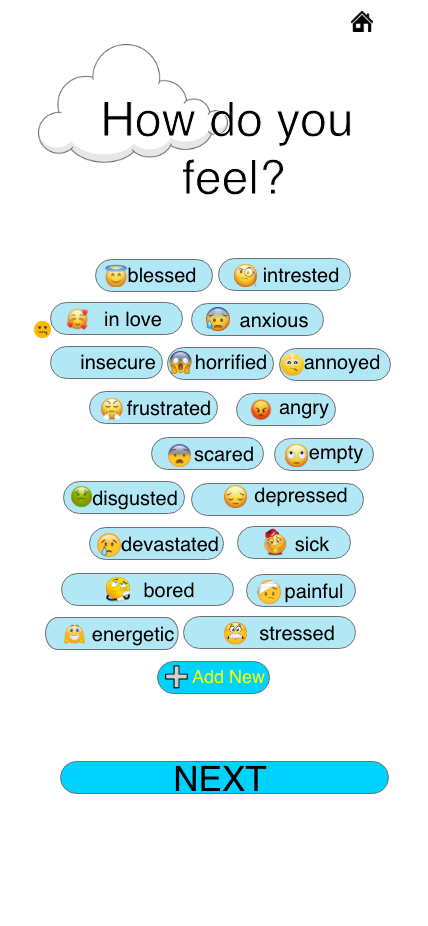 How do you
feel?
blessed intrested
in love anxious
insecure horrified annoyed
frustrated angry
scared empty
disgusted depressed
devastated sick
bored painful
energetic stressed
Add New
NEXT